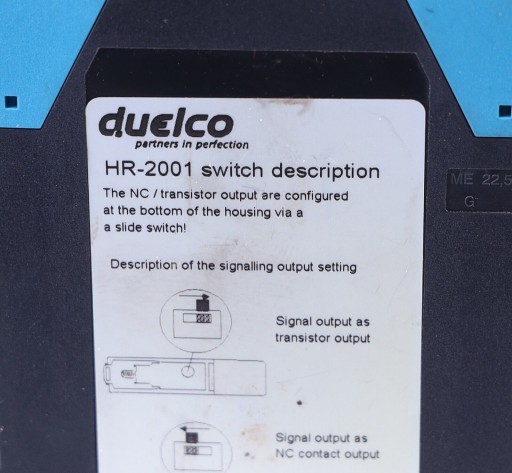 duelco
partners in perfection
HR-2001 switch description
The NC / transistor output are configured
at the bottom of the housing via a
a slide switch!
ME 22,5
G
Description of the signalling output setting
Signal output as
transistor output
Signal output as
NC contact output